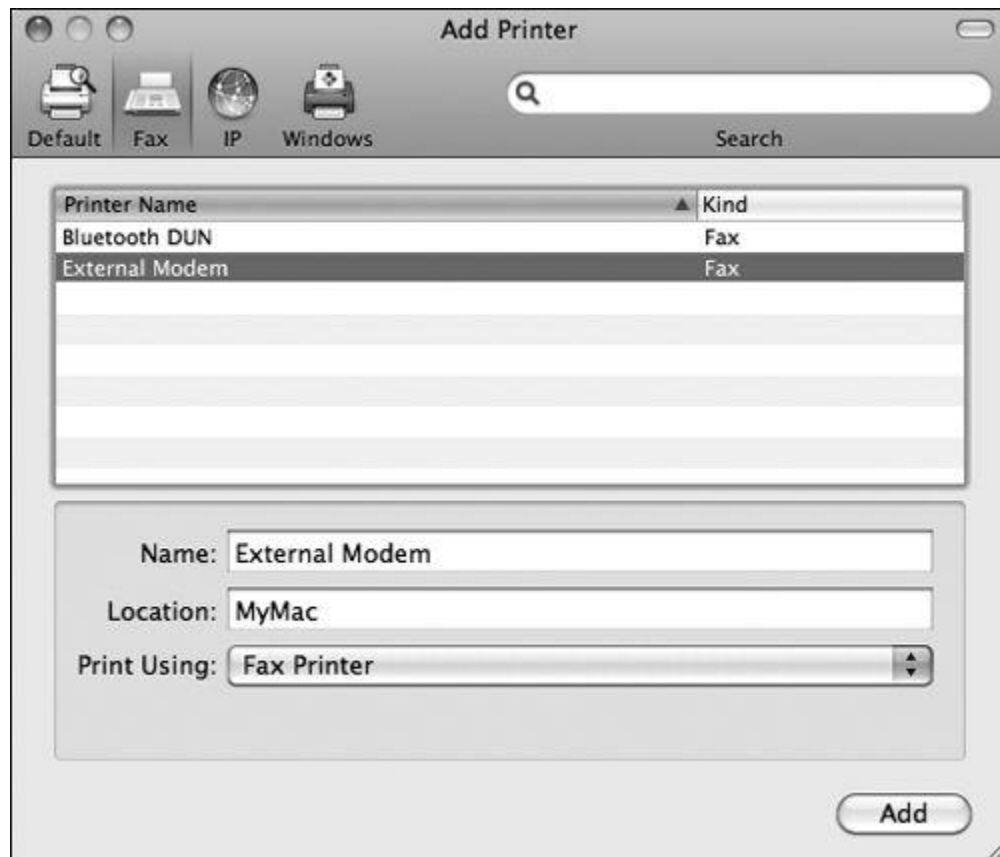 Add Printer
Default Fax IP Windows Search
Printer Name Kind
Bluetooth DUN Fax
External Modem Fax
Name: External Modem
Location: MyMac
Print Using: Fax Printer
Add